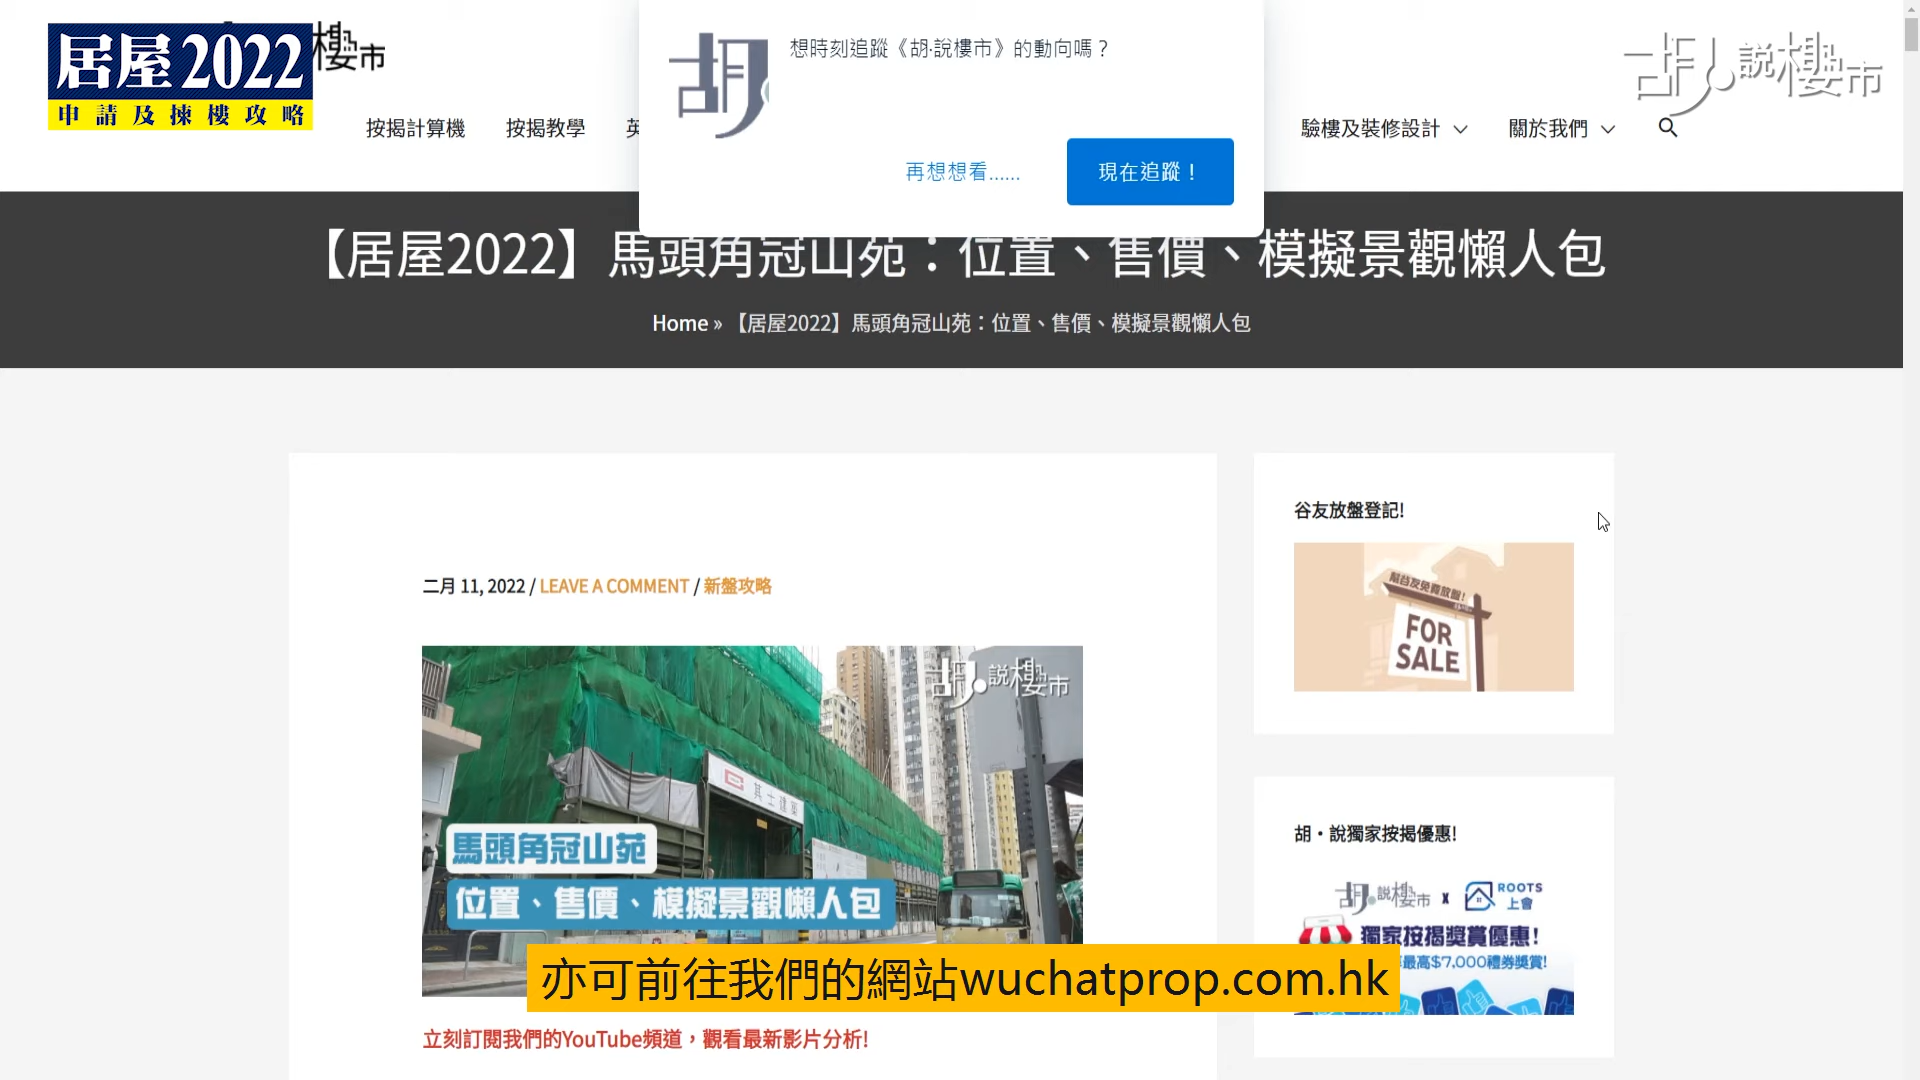 居屋2022
申請及揀樓攻略
樓市
想時刻追蹤《胡‧說樓市》的動向嗎？
再想想看......
現在追蹤！
胡.說樓市
按揭計算機
按揭教學
驗樓及裝修設計
關於我們
【居屋2022】馬頭角冠山苑：位置、售價、模擬景觀懶人包
Home » 【居屋2022】馬頭角冠山苑：位置、售價、模擬景觀懶人包
二月 11, 2022 / LEAVE A COMMENT / 新盤攻略
胡.說樓市
馬頭角冠山苑
位置、售價、模擬景觀懶人包
立刻訂閱我們的YouTube頻道，觀看最新影片分析!
谷友放盤登記!
幫谷友免費放盤!
FOR
SALE
胡・說獨家按揭優惠!
胡.說樓市 x ROOTS
上會
獨家按揭獎賞優惠!
最高$7,000禮券獎賞!
亦可前往我們的網站wuchatprop.com.hk